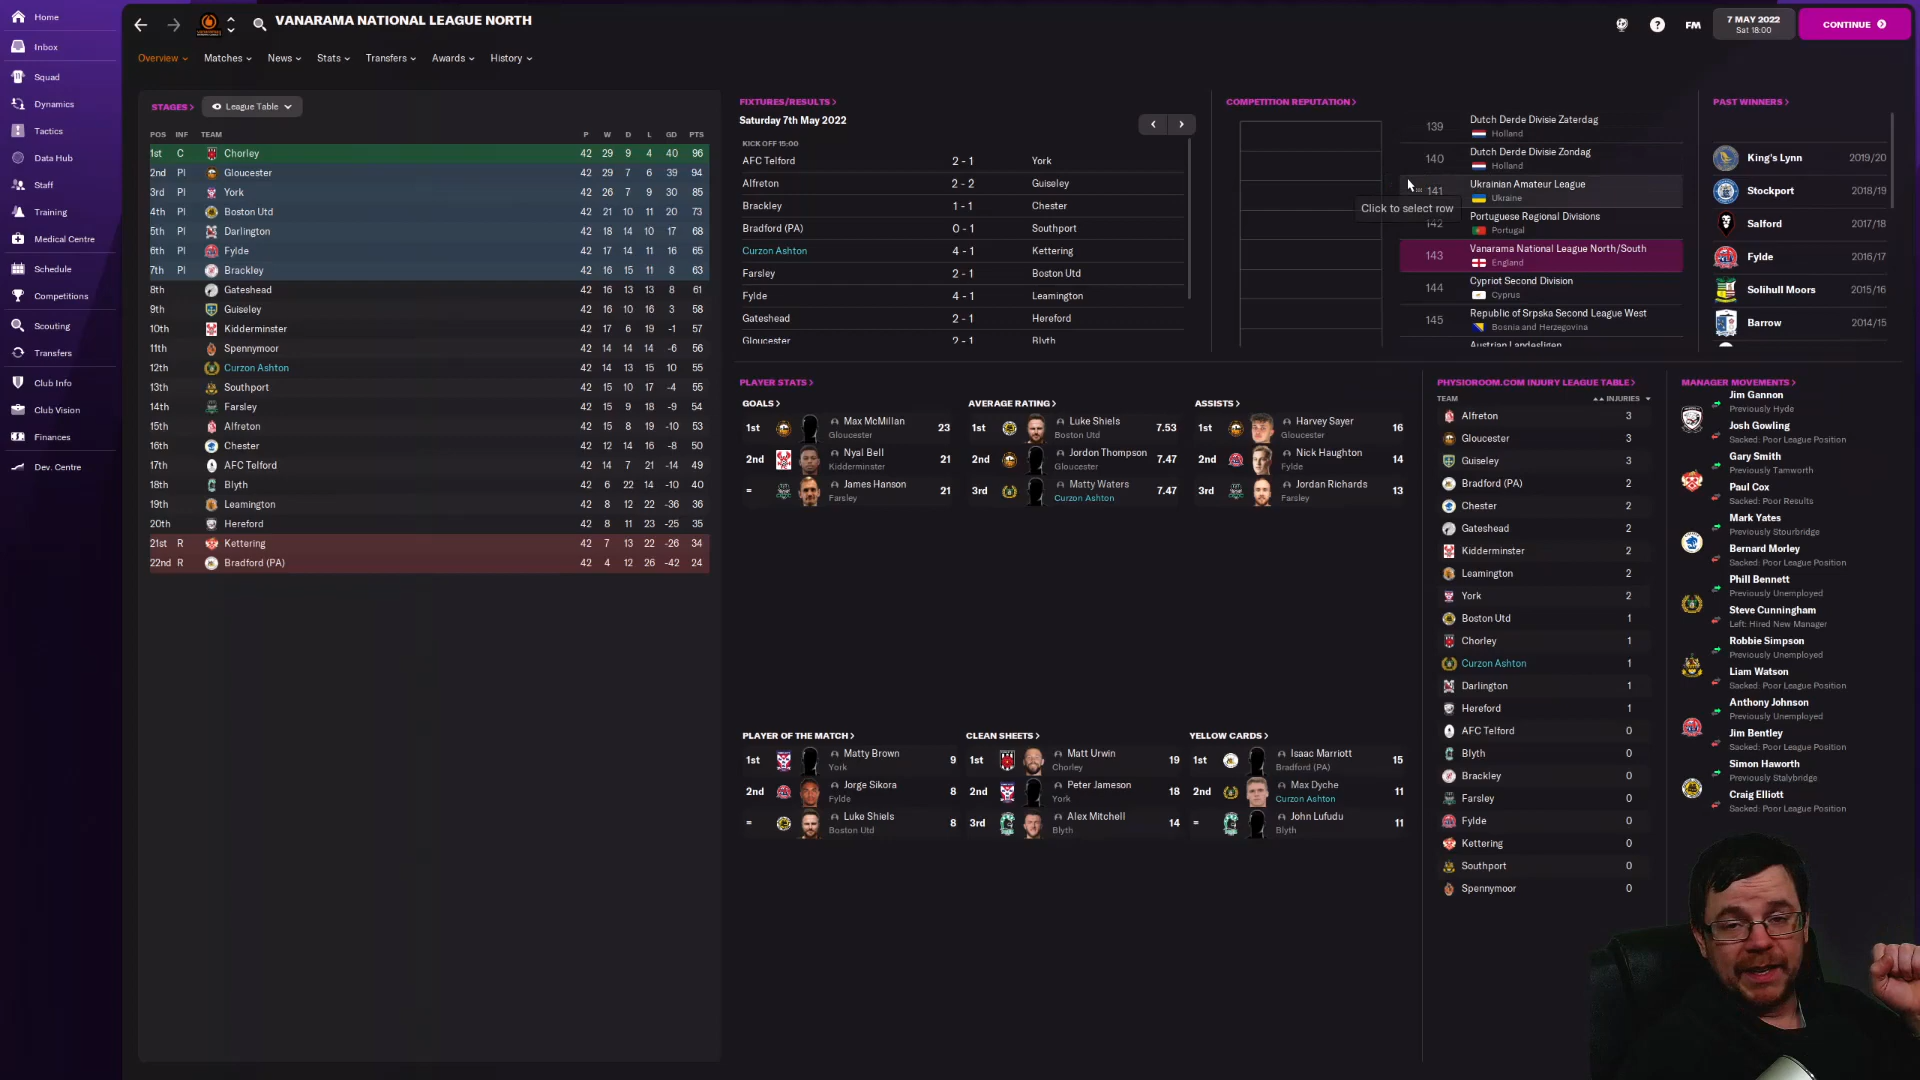 Home
Inbox
Squad
Dynamics
Tactics
Data Hub
Staff
Training
Medical Centre
Schedule
Competitions
Scouting
Transfers
Club Info
Club Vision
Finances
Dev. Centre
VANARAMA NATIONAL LEAGUE NORTH
Overview Matches News Stats Transfers Awards History
FM
7 MAY 2022
Sat 18:00
CONTINUE
STAGES > League Table
POS INF TEAM P W D L GD PTS
1st C Chorley 42 29 9 4 40 96
2nd Pl Gloucester 42 29 7 6 39 94
3rd Pl York 42 26 7 9 30 85
4th Pl Boston Utd 42 21 10 11 20 73
5th Pl Darlington 42 18 14 10 17 68
6th Pl Fylde 42 17 14 11 16 65
7th Pl Brackley 42 16 15 11 8 63
8th Gateshead 42 16 13 13 8 61
9th Guiseley 42 16 10 16 3 58
10th Kidderminster 42 17 6 19 -1 57
11th Spennymoor 42 14 14 14 -6 56
12th Curzon Ashton 42 14 13 15 10 55
13th Southport 42 15 10 17 -4 55
14th Farsley 42 15 9 18 -9 54
15th Alfreton 42 15 8 19 -10 53
16th Chester 42 12 14 16 -8 50
17th AFC Telford 42 14 7 21 -14 49
18th Blyth 42 6 22 14 -10 40
19th Leamington 42 8 12 22 -36 36
20th Hereford 42 8 11 23 -25 35
21st R Kettering 42 7 13 22 -26 34
22nd R Bradford (PA) 42 4 12 26 -42 24
FIXTURES/RESULTS >
Saturday 7th May 2022
KICK OFF 15:00
AFC Telford 2 - 1 York
Alfreton 2 - 2 Guiseley
Brackley 1 - 1 Chester
Bradford (PA) 0 - 1 Southport
Curzon Ashton 4 - 1 Kettering
Farsley 2 - 1 Boston Utd
Fylde 4 - 1 Leamington
Gateshead 2 - 1 Hereford
Gloucester 2 - 1 Blyth
COMPETITION REPUTATION >
139 Dutch Derde Divisie Zaterdag
Holland
140 Dutch Derde Divisie Zondag
Holland
141 Ukrainian Amateur League
Ukraine
Click to select row
142 Portuguese Regional Divisions
Portugal
143 Vanarama National League North/South
England
144 Cypriot Second Division
Cyprus
145 Republic of Srpska Second League West
Bosnia and Herzegovina
Austrian Landesligen
PAST WINNERS >
King's Lynn 2019/20
Stockport 2018/19
Salford 2017/18
Fylde 2016/17
Solihull Moors 2015/16
Barrow 2014/15
PLAYER STATS >
GOALS >
1st Max McMillan 23
Gloucester
2nd Nyal Bell 21
Kidderminster
= James Hanson 21
Farsley
AVERAGE RATING >
1st Luke Shiels 7.53
Boston Utd
2nd Jordon Thompson 7.47
Gloucester
3rd Matty Waters 7.47
Curzon Ashton
ASSISTS >
1st Harvey Sayer 16
Gloucester
2nd Nick Haughton 14
Fylde
3rd Jordan Richards 13
Farsley
PLAYER OF THE MATCH >
1st Matty Brown 9
York
2nd Jorge Sikora 8
Fylde
= Luke Shiels 8
Boston Utd
CLEAN SHEETS >
1st Matt Urwin 19
Chorley
2nd Peter Jameson 18
York
3rd Alex Mitchell 14
Blyth
YELLOW CARDS >
1st Isaac Marriott 15
Bradford (PA)
2nd Max Dyche 11
Curzon Ashton
= John Lufudu 11
Blyth
PHYSIOROOM.COM INJURY LEAGUE TABLE >
TEAM INJURIES
Alfreton 3
Gloucester 3
Guiseley 3
Bradford (PA) 2
Chester 2
Gateshead 2
Kidderminster 2
Leamington 2
York 2
Boston Utd 1
Chorley 1
Curzon Ashton 1
Darlington 1
Hereford 1
AFC Telford 0
Blyth 0
Brackley 0
Farsley 0
Fylde 0
Kettering 0
Southport 0
Spennymoor 0
MANAGER MOVEMENTS >
Jim Gannon
Previously Hyde
Josh Gowling
Sacked: Poor League Position
Gary Smith
Previously Tamworth
Paul Cox
Sacked: Poor Results
Mark Yates
Previously Stourbridge
Bernard Morley
Sacked: Poor League Position
Phill Bennett
Previously Unemployed
Steve Cunningham
Left: Hired New Manager
Robbie Simpson
Previously Unemployed
Liam Watson
Sacked: Poor League Position
Anthony Johnson
Previously Unemployed
Jim Bentley
Sacked: Poor League Position
Simon Haworth
Previously Stalybridge
Craig Elliott
Sacked: Poor League Position